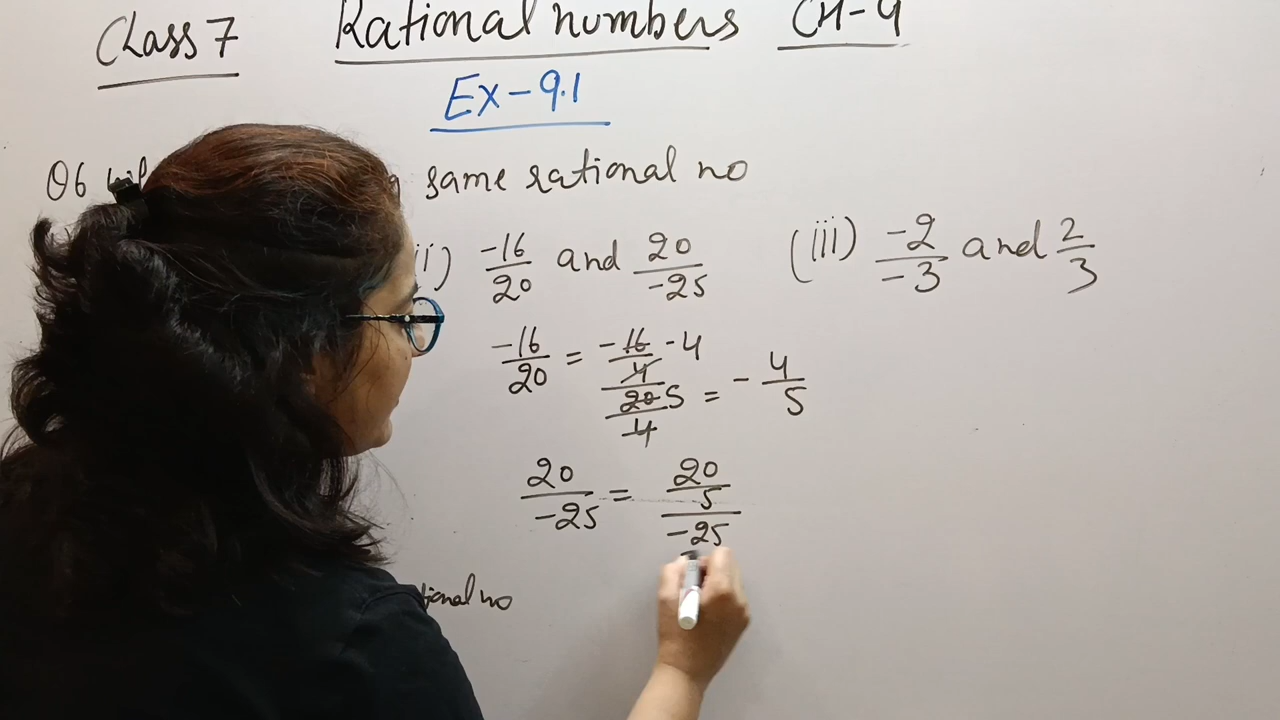 Class 7 Rational numbers CH-4
Ex-9.1
Q6 same rational no
ii) -16/20 and 20/-25 (iii) -2/-3 and 2/3
-16/20 = -16/4 -4 / 20/4 5 = -4/5
20/-25 = 20/5 / -25
no